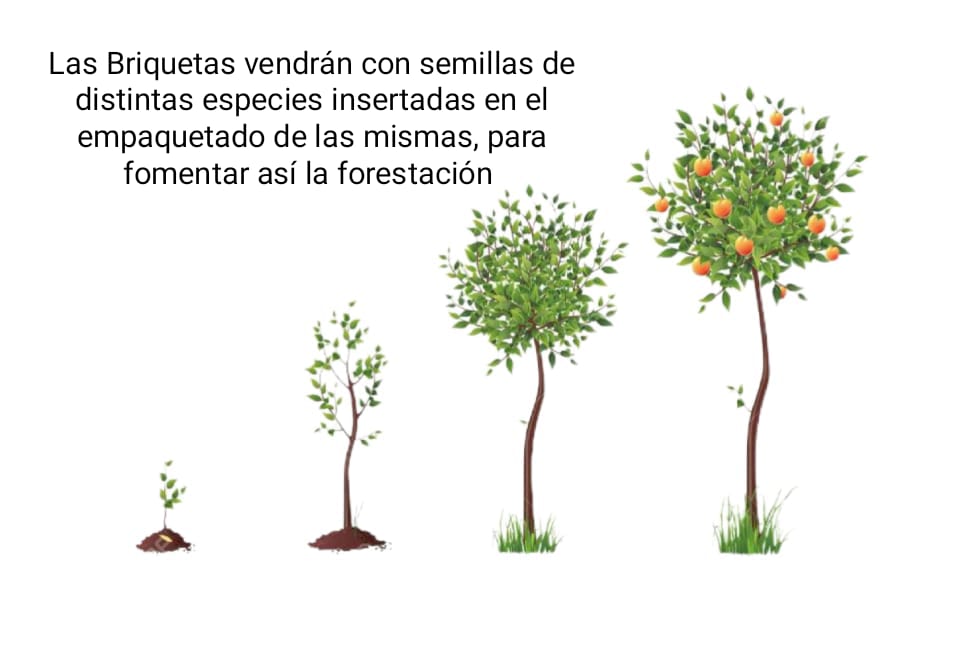 Las Briquetas vendrán con semillas de
distintas especies insertadas en el
empaquetado de las mismas, para
fomentar así la forestación